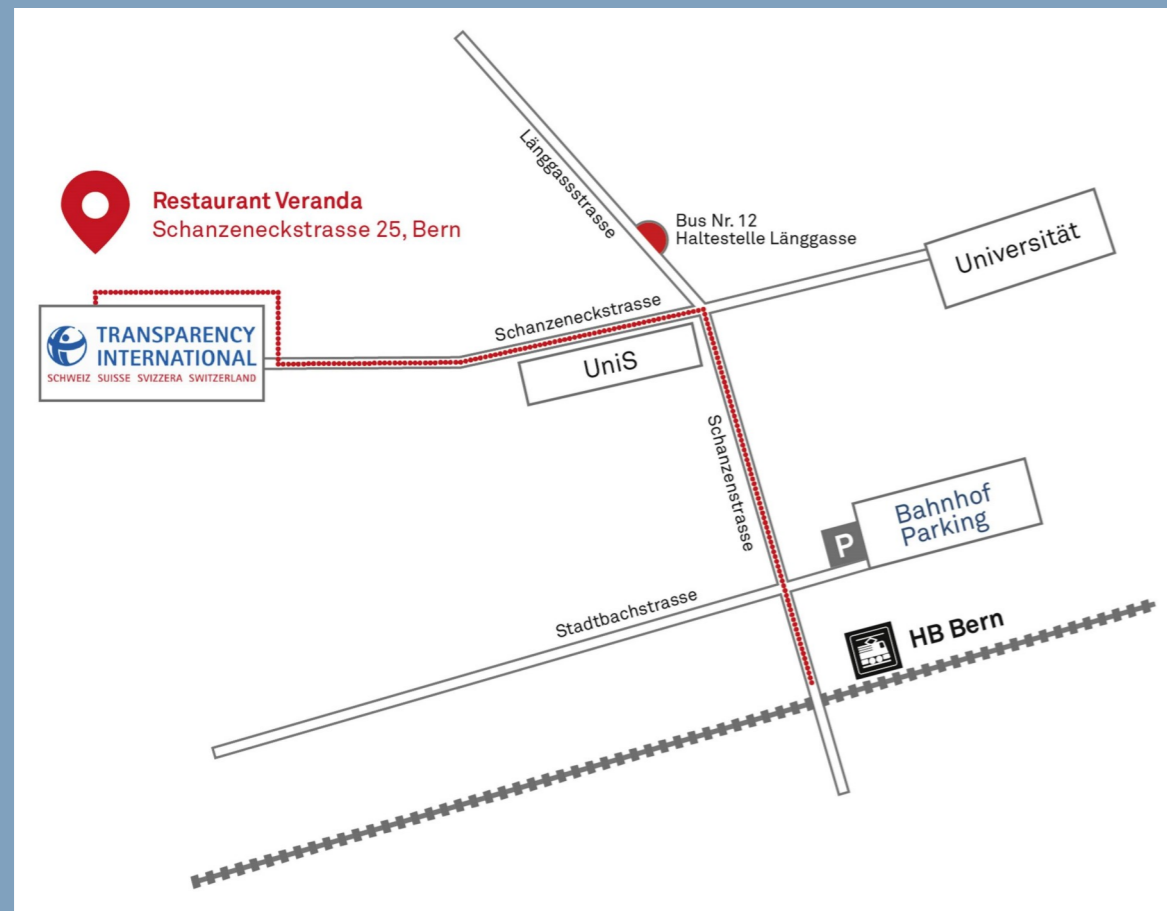 Länggassstrasse
Restaurant Veranda
Schanzeneckstrasse 25, Bern
Bus Nr. 12
Haltestelle Länggasse
Universität
TRANSPARENCY
INTERNATIONAL
SCHWEIZ SUISSE SVIZZERA SWITZERLAND
Schanzeneckstrasse
UniS
Schanzenstrasse
P
Bahnhof
Parking
Stadtbachstrasse
HB Bern